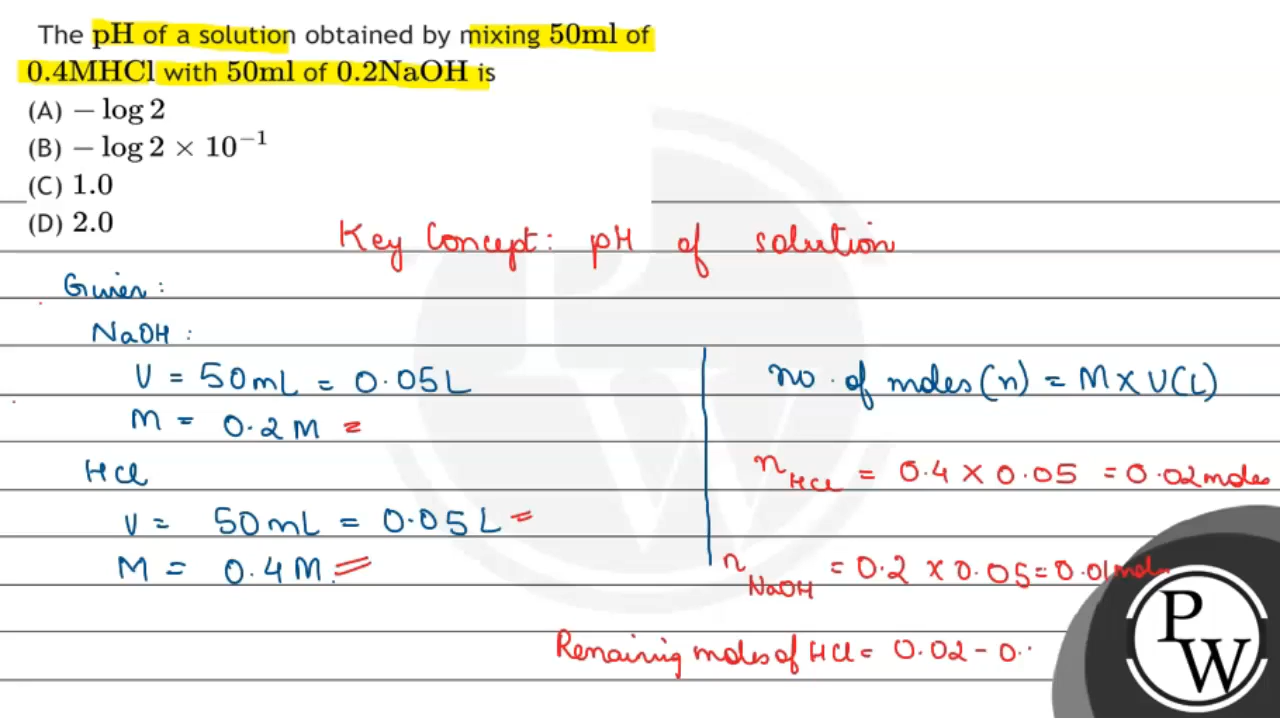 The pH of a solution obtained by mixing 50ml of
0.4MHCl with 50ml of 0.2NaOH is
(A) − log 2
(B) − log 2 × 10⁻¹
(C) 1.0
(D) 2.0
Key Concept: pH of solution
Given:
NaOH:
V = 50mL = 0.05L
M = 0.2M =
HCl
V = 50mL = 0.05L =
M = 0.4M. =
no. of moles(n) = M×V(L)
nHCl = 0.4 × 0.05 = 0.02moles
nNaOH = 0.2 × 0.05=0.01
Remaining moles of HCl = 0.02 - 0.
P
W